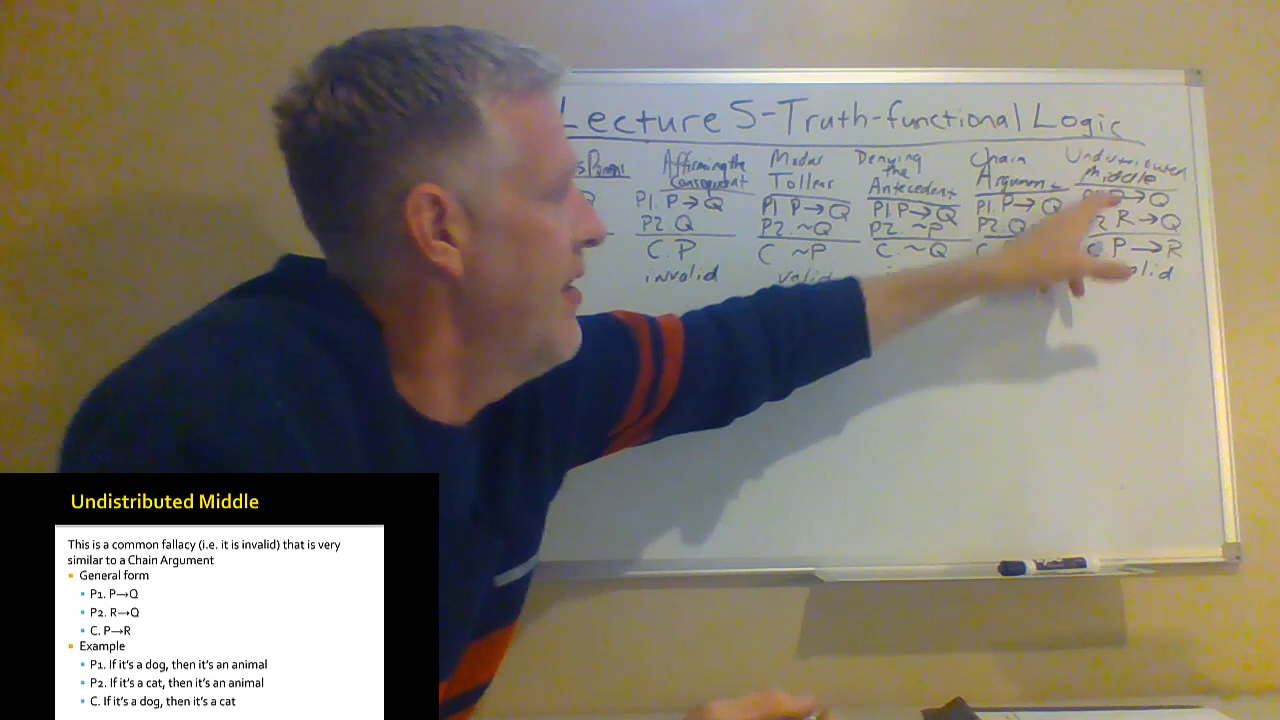 Lecture 5-Truth-functional Logic
Affirming the
Consequent
P1. P→Q
P2. Q
C. P
invalid
Modus
Tollens
P1 P→Q
P2. ~Q
C ~P
valid
Denying
the
Antecedent
P1. P→Q
P2. ~P
C. ~Q
Chain
Argument
P1. P→Q
P2. Q
Undistributed
Middle
→Q
R→Q
C. P→R
Undistributed Middle
This is a common fallacy (i.e. it is invalid) that is very
similar to a Chain Argument
General form
P1. P→Q
P2. R→Q
C. P→R
Example
P1. If it's a dog, then it's an animal
P2. If it's a cat, then it's an animal
C. If it's a dog, then it's a cat